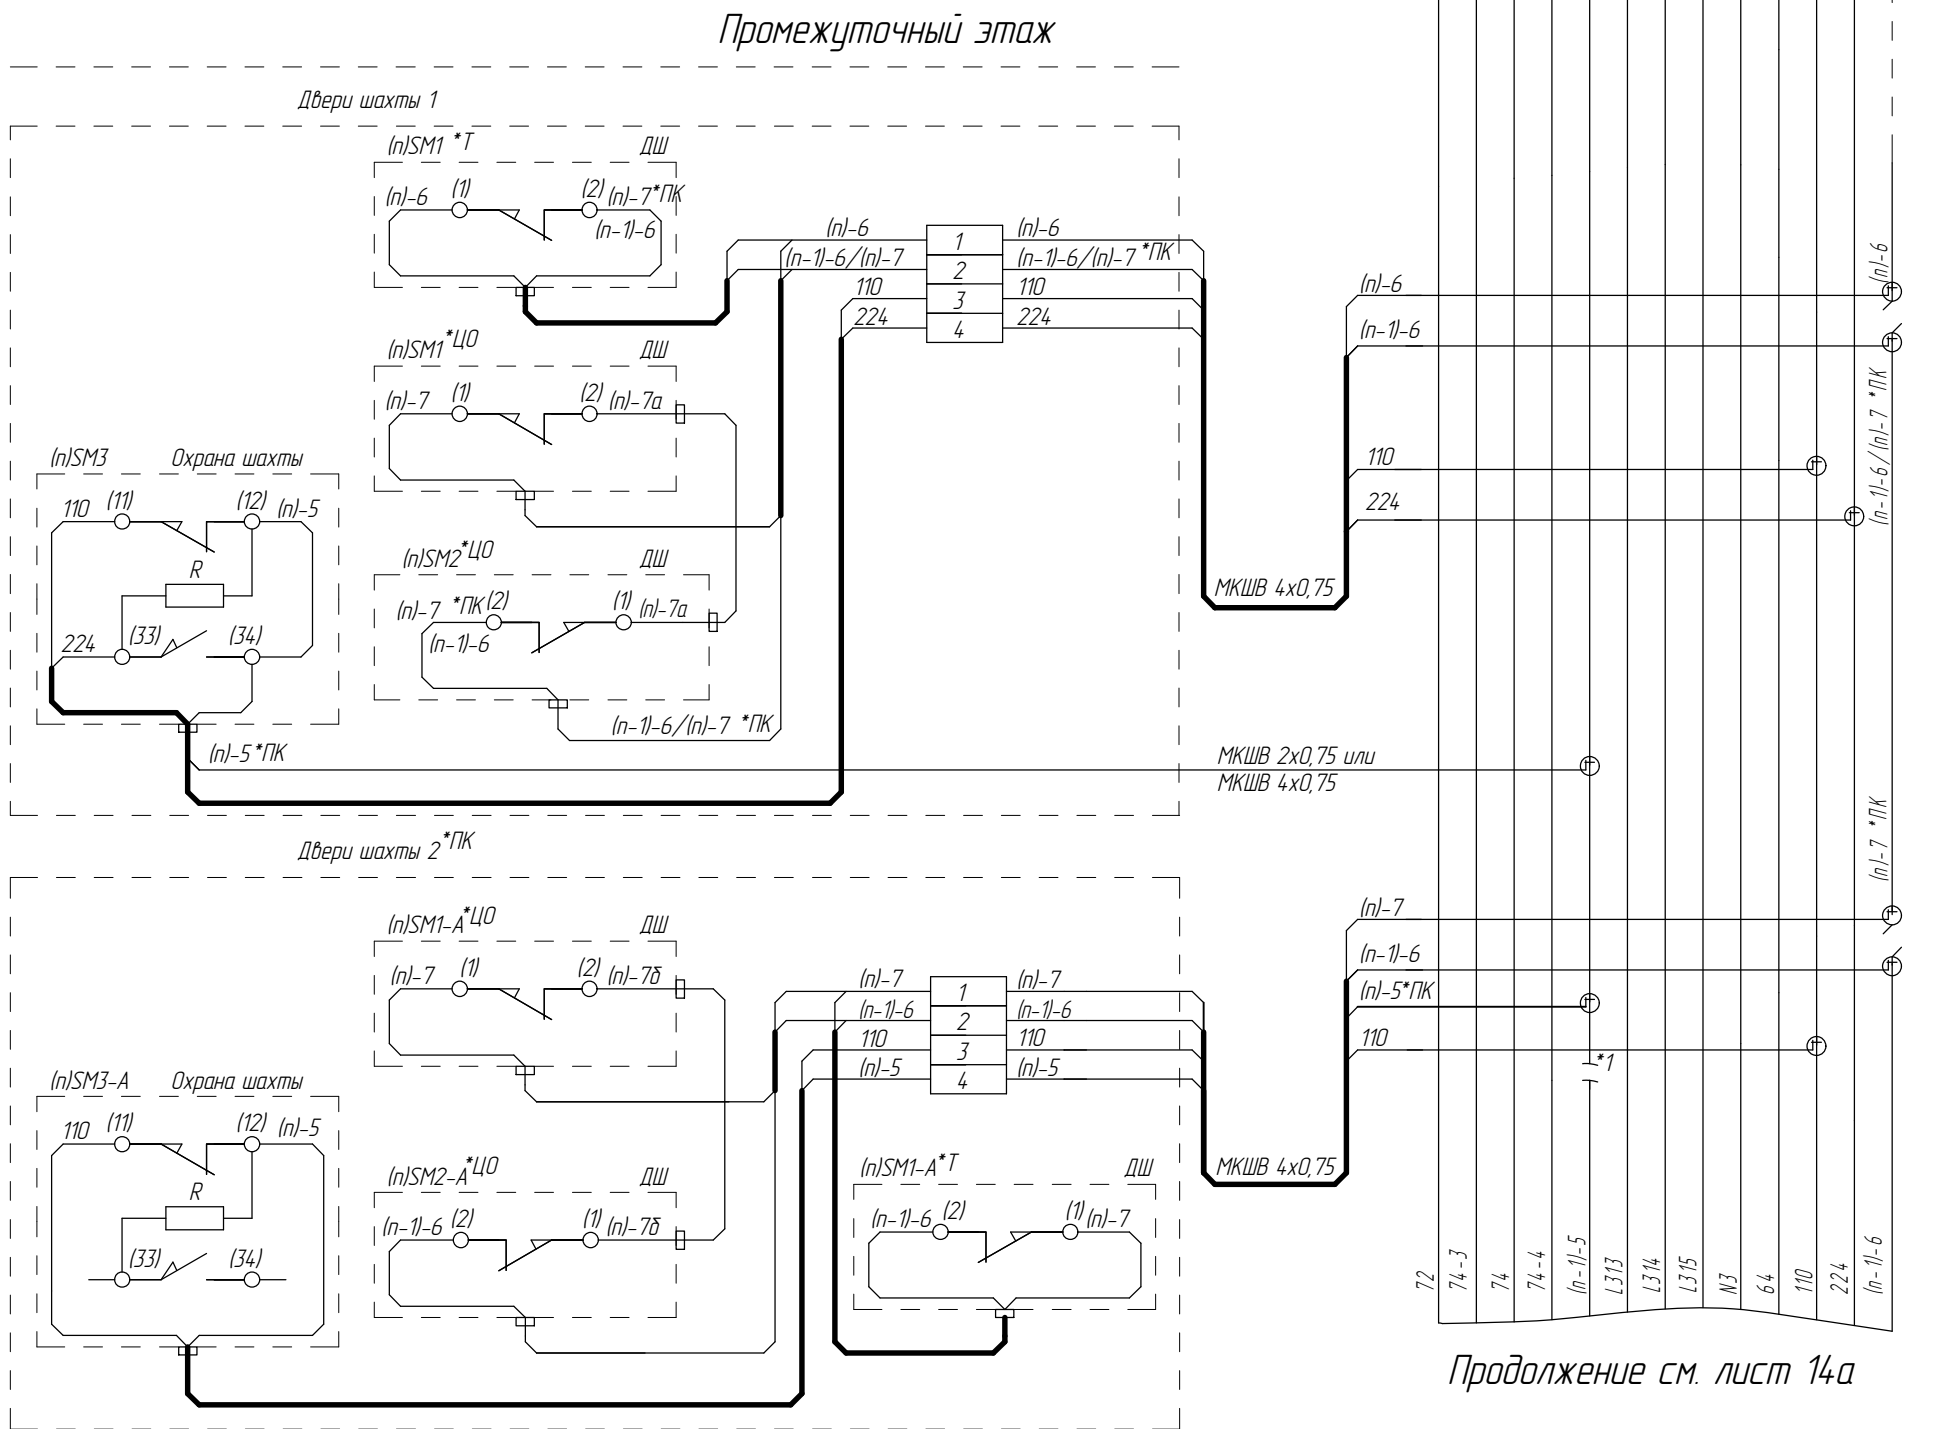 Промежуточный этаж
Двери шахты 1
(n)SM1 *Т ДШ
(n)-6 (1) (2) (n)-7*ПК
(n-1)-6
(n)-6 1 (n)-6
(n-1)-6/(n)-7 2 (n-1)-6/(n)-7 *ПК
110 3 110
224 4 224
(n)SM1*ЦО ДШ
(n)-7 (1) (2) (n)-7а
(n)SM3 Охрана шахты
110 (11) (12) (n)-5
R
224 (33) (34)
(n)SM2*ЦО ДШ
(n)-7 *ПК (2) (1) (n)-7а
(n-1)-6
(n-1)-6/(n)-7 *ПК
(n)-5*ПК
МКШВ 4х0,75
МКШВ 2х0,75 или
МКШВ 4х0,75
(n)-6
(n-1)-6
110
224
(n)-6
(n-1)-6/(n)-7 *ПК
(n)-7 *ПК
Двери шахты 2*ПК
(n)SM1-A*ЦО ДШ
(n)-7 (1) (2) (n)-7б
(n)-7 1 (n)-7
(n-1)-6 2 (n-1)-6
110 3 110
(n)-5 4 (n)-5
(n)SM3-A Охрана шахты
110 (11) (12) (n)-5
R
(33) (34)
(n)SM2-A*ЦО ДШ
(n-1)-6 (2) (1) (n)-7б
(n)SM1-A*Т ДШ
(n-1)-6 (2) (1) (n)-7
МКШВ 4х0,75
(n)-7
(n-1)-6
(n)-5*ПК
110
*1
72
74-3
74
74-4
(n-1)-5
L313
L314
L315
N3
64
110
224
(n-1)-6
Продолжение см. лист 14а